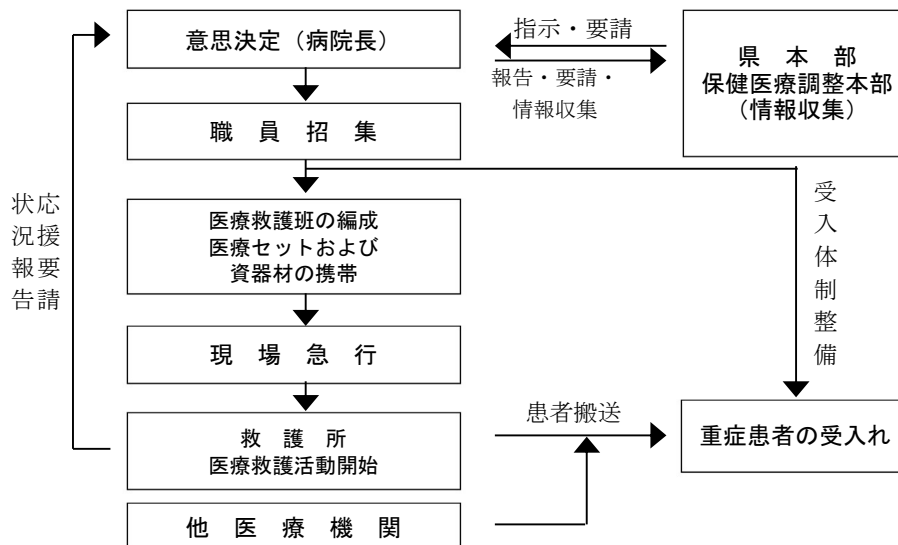 意思決定（病院長）
指示・要請
報告・要請・
情報収集
県　本　部
保健医療調整本部
（情報収集）
職　員　招　集
医療救護班の編成
医療セットおよび
資器材の携帯
受入体制整備
応援要請
状況報告
現　場　急　行
救　護　所
医療救護活動開始
患者搬送
重症患者の受入れ
他　医　療　機　関